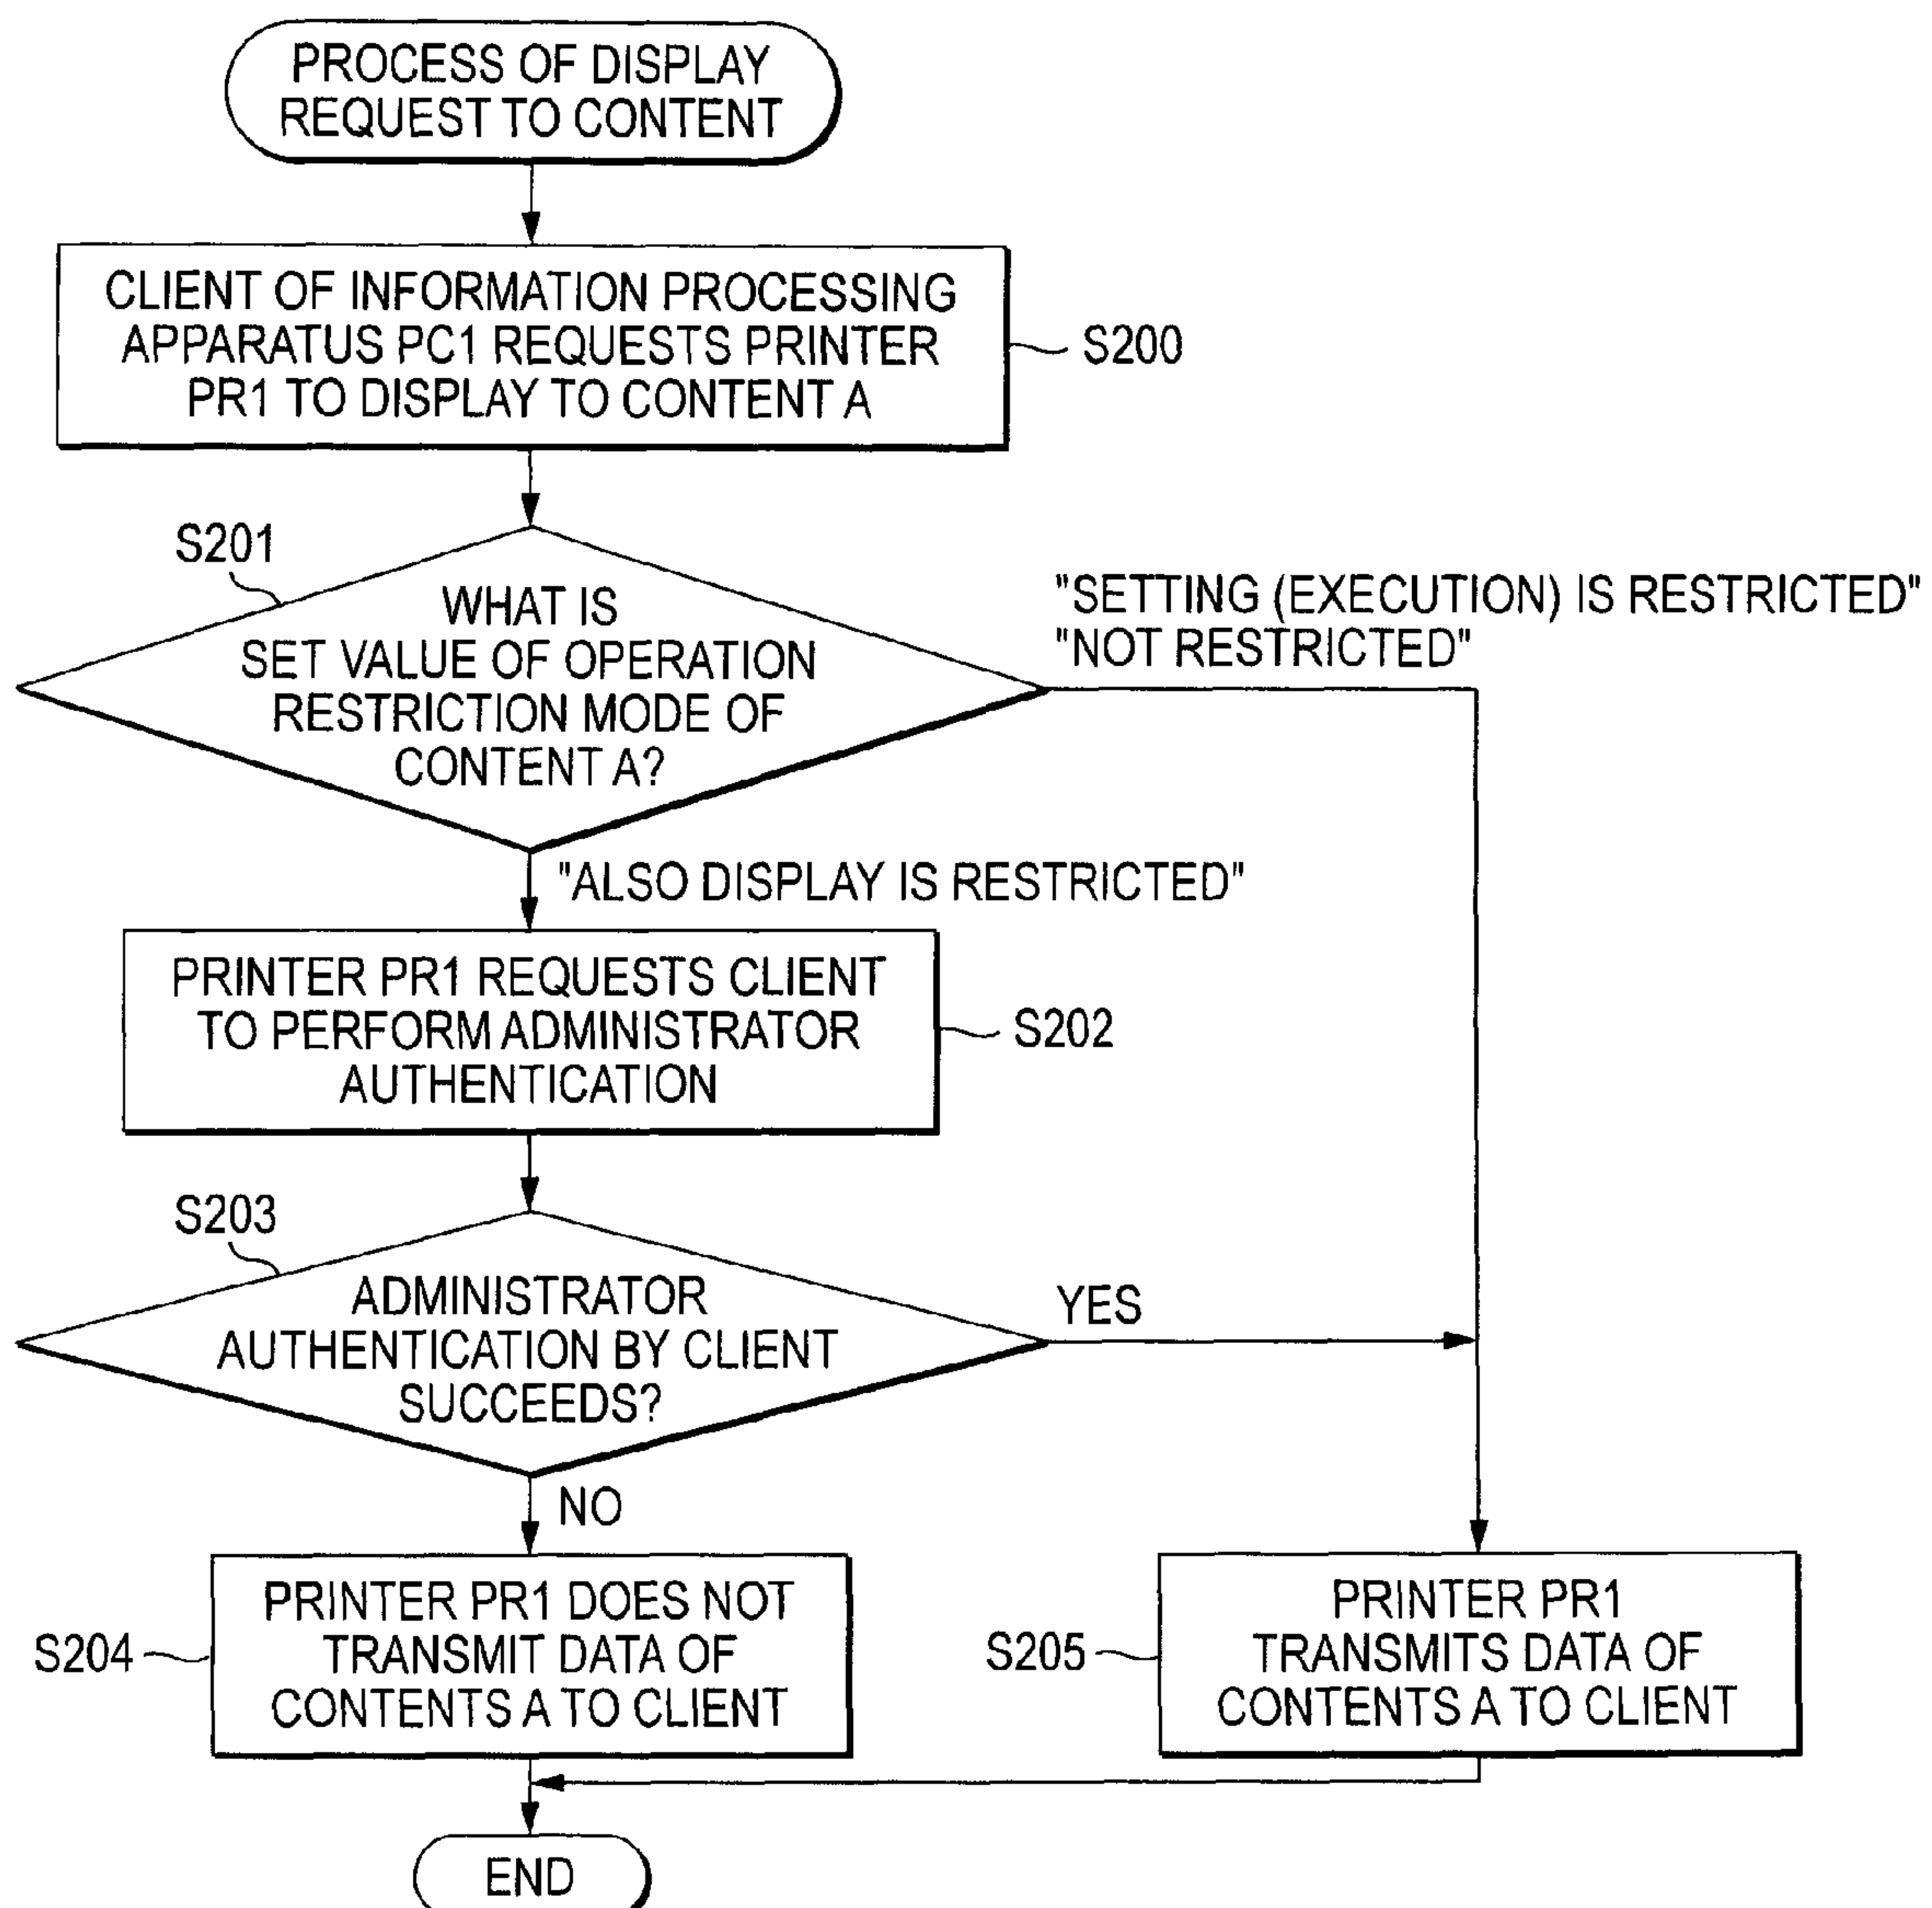 PROCESS OF DISPLAY
REQUEST TO CONTENT
CLIENT OF INFORMATION PROCESSING
APPARATUS PC1 REQUESTS PRINTER
PR1 TO DISPLAY TO CONTENT A
S200
S201
WHAT IS
SET VALUE OF OPERATION
RESTRICTION MODE OF
CONTENT A?
"SETTING (EXECUTION) IS RESTRICTED"
"NOT RESTRICTED"
"ALSO DISPLAY IS RESTRICTED"
PRINTER PR1 REQUESTS CLIENT
TO PERFORM ADMINISTRATOR
AUTHENTICATION
S202
S203
ADMINISTRATOR
AUTHENTICATION BY CLIENT
SUCCEEDS?
YES
NO
PRINTER PR1 DOES NOT
TRANSMIT DATA OF
CONTENTS A TO CLIENT
S204
PRINTER PR1
TRANSMITS DATA OF
CONTENTS A TO CLIENT
S205
END